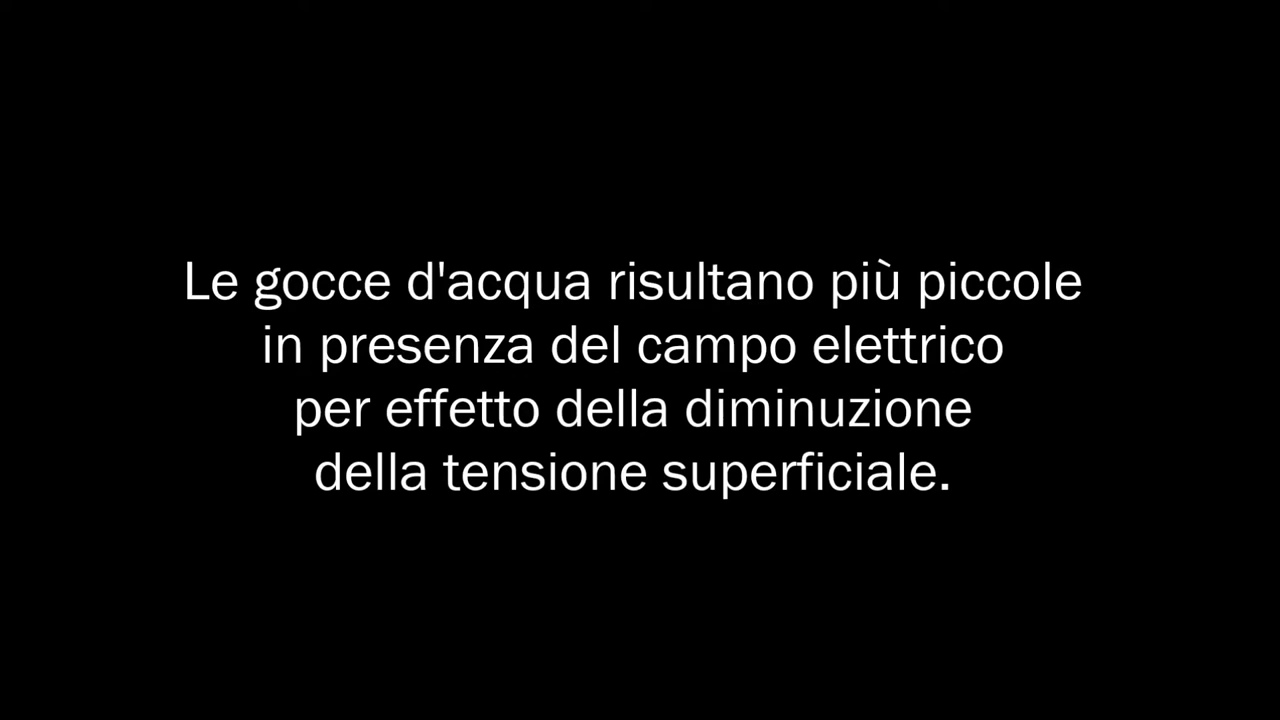 Le gocce d'acqua risultano più piccole
in presenza del campo elettrico
per effetto della diminuzione
della tensione superficiale.